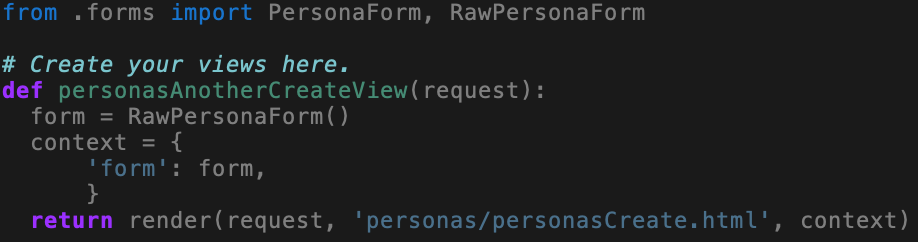 from .forms import PersonaForm, RawPersonaForm
# Create your views here.
def personasAnotherCreateView(request):
  form = RawPersonaForm()
  context = {
      'form': form,
      }
  return render(request, 'personas/personasCreate.html', context)